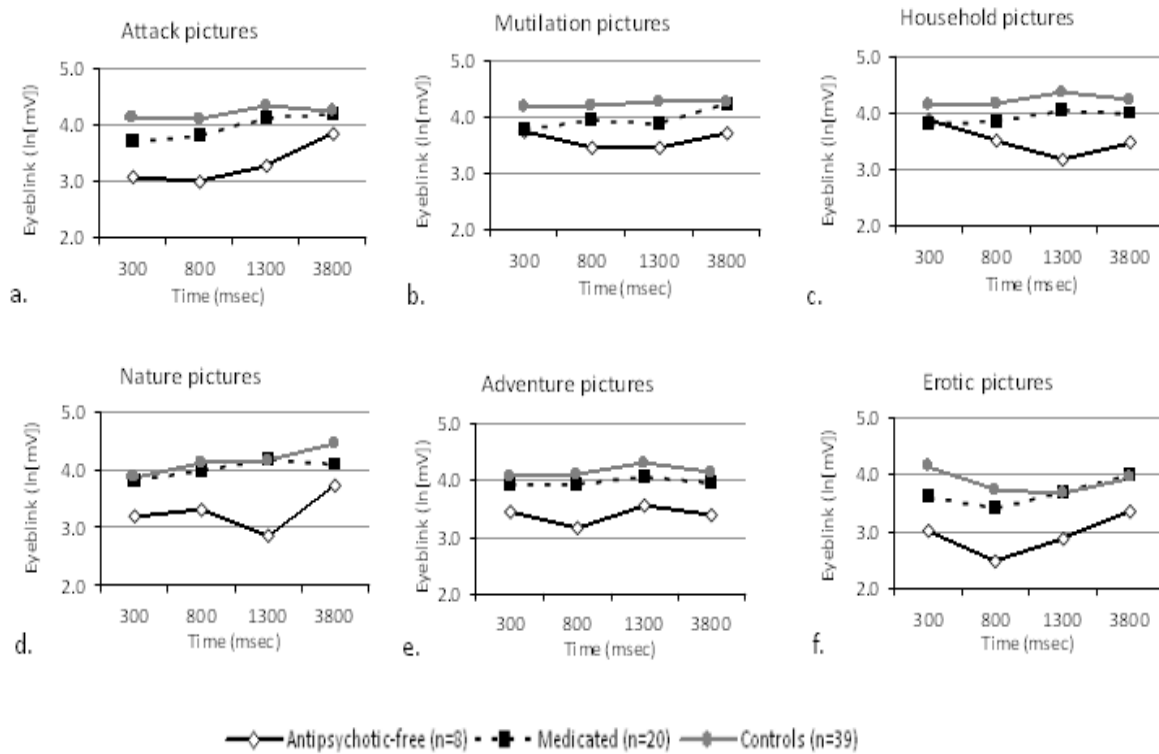 Attack pictures
Eyeblink (ln[mV])
5.0
4.0
3.0
2.0
300 800 1300 3800
Time (msec)
a.
Mutilation pictures
Eyeblink (ln[mV])
5.0
4.0
3.0
2.0
300 800 1300 3800
Time (msec)
b.
Household pictures
Eyeblink (ln[mV])
5.0
4.0
3.0
2.0
300 800 1300 3800
Time (msec)
c.
Nature pictures
Eyeblink (ln[mV])
5.0
4.0
3.0
2.0
300 800 1300 3800
Time (msec)
d.
Adventure pictures
Eyeblink (ln[mV])
5.0
4.0
3.0
2.0
300 800 1300 3800
Time (msec)
e.
Erotic pictures
Eyeblink (ln[mV])
5.0
4.0
3.0
2.0
300 800 1300 3800
Time (msec)
f.
Antipsychotic-free (n=8) Medicated (n=20) Controls (n=39)